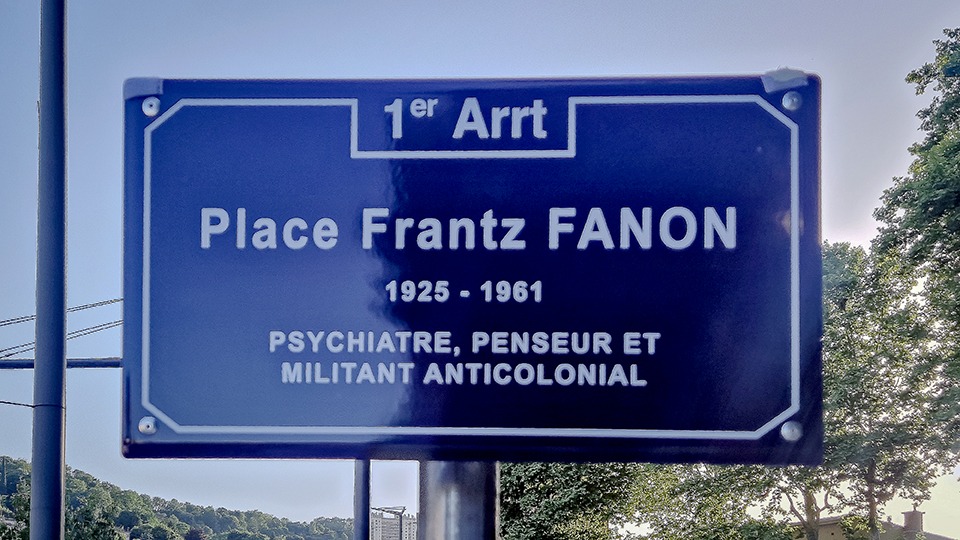 1er Arrt
Place Frantz FANON
1925 - 1961
PSYCHIATRE, PENSEUR ET
MILITANT ANTICOLONIAL